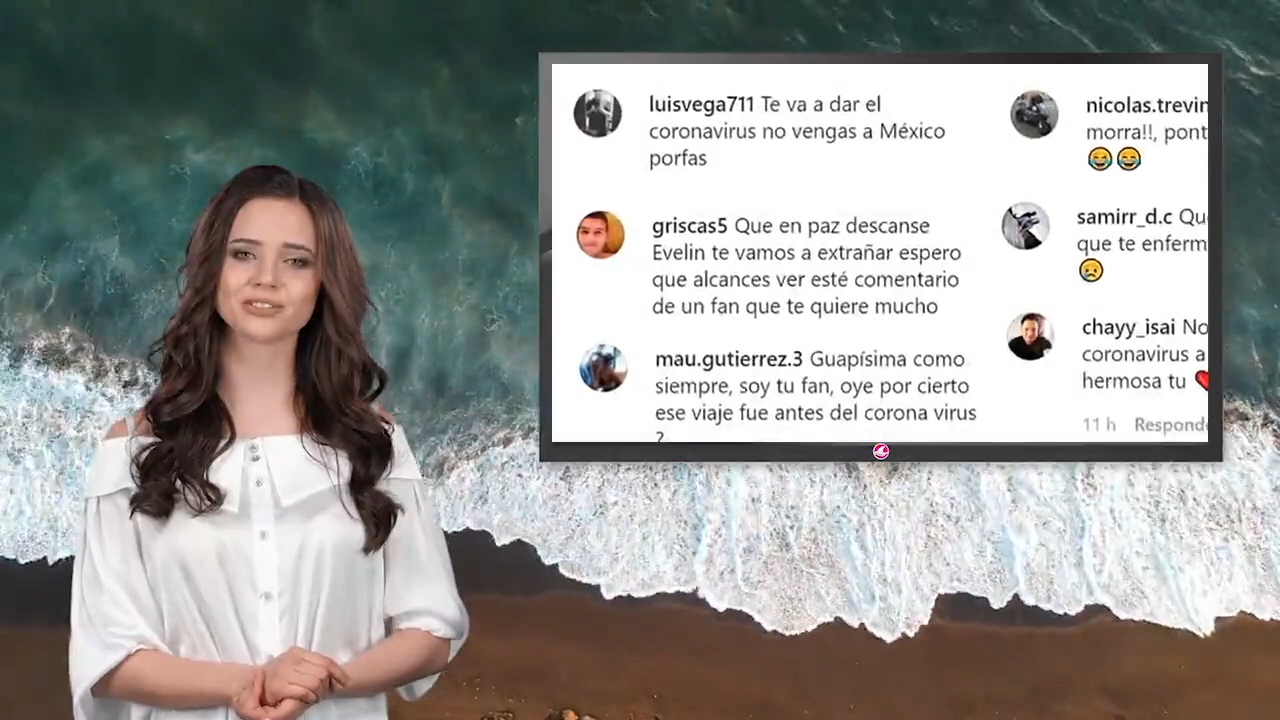 luisvega711 Te va a dar el
coronavirus no vengas a México
porfas
griscas5 Que en paz descanse
Evelin te vamos a extrañar espero
que alcances ver esté comentario
de un fan que te quiere mucho
mau.gutierrez.3 Guapísima como
siempre, soy tu fan, oye por cierto
ese viaje fue antes del corona virus
?
nicolas.trevin
morra!!, pont
samirr_d.c Qu
que te enferm
chayy_isai No
coronavirus a
hermosa tu
11 h Responde